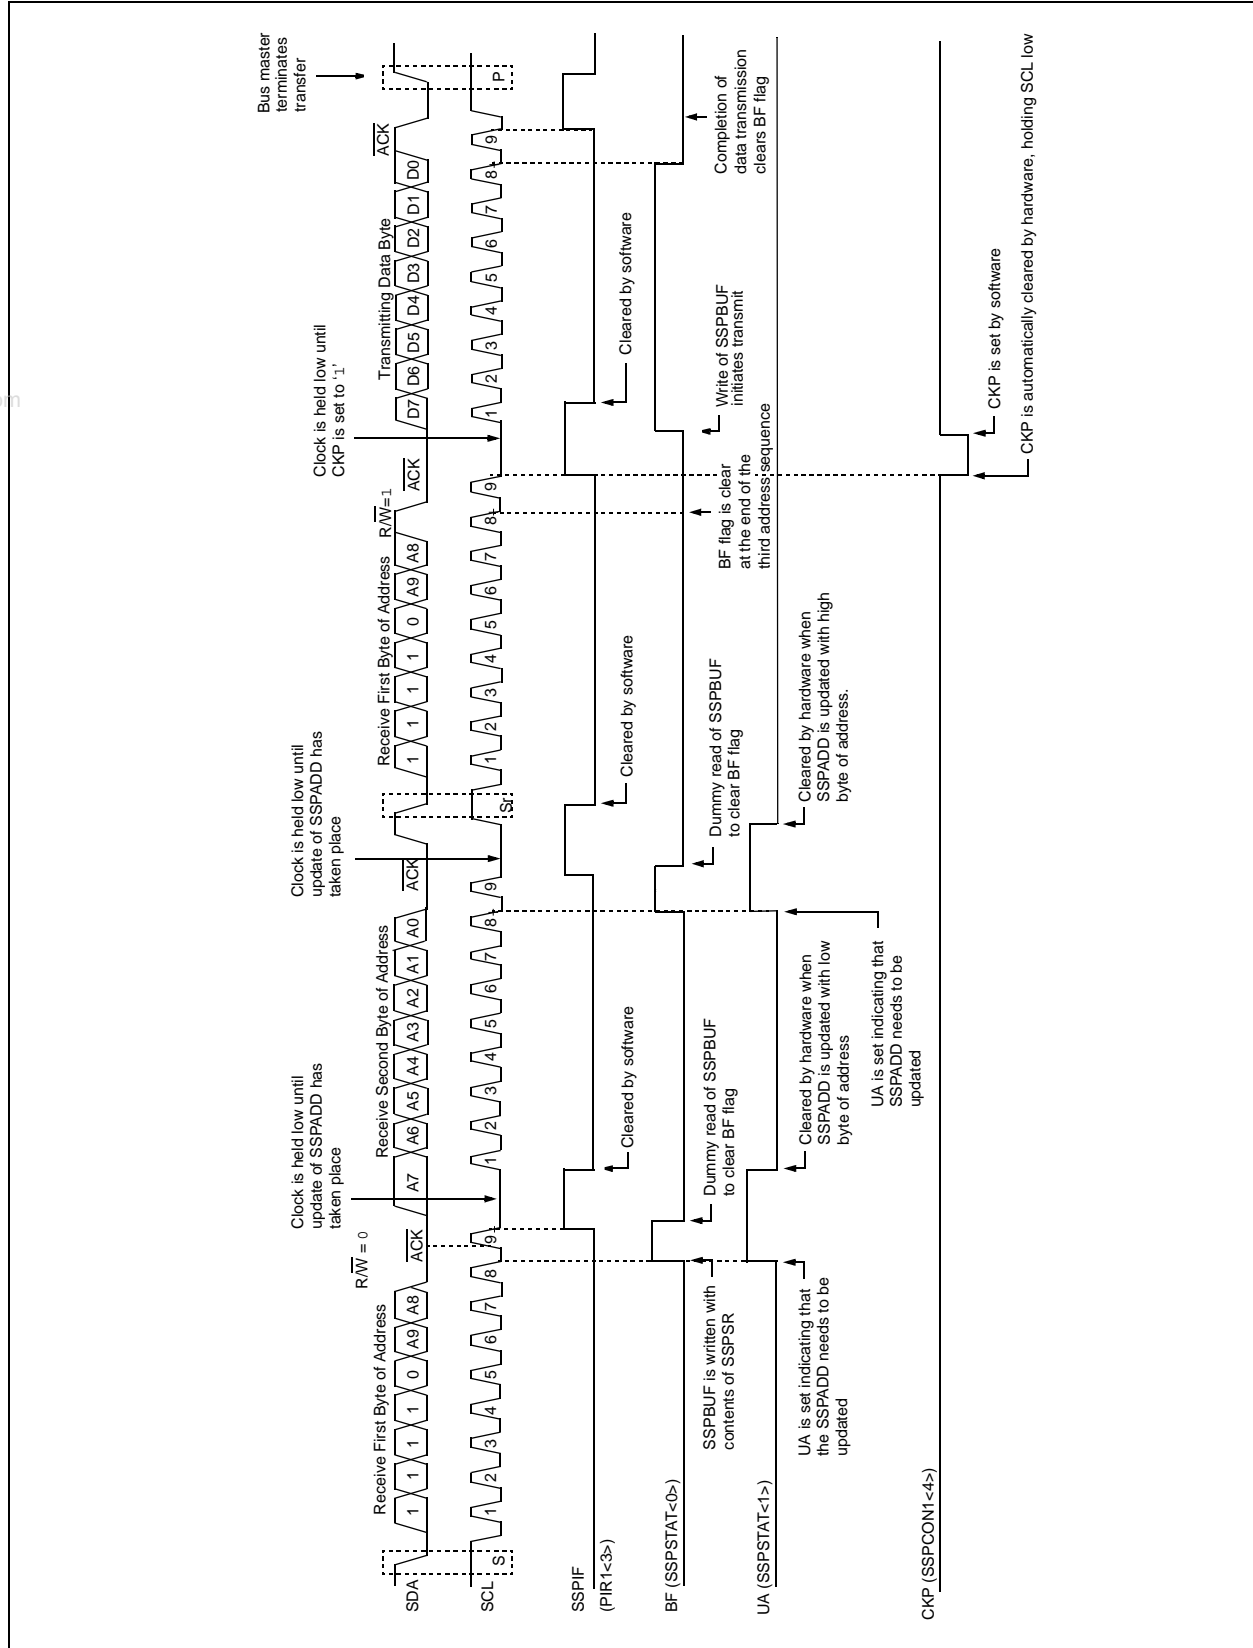 Receive First Byte of Address
R/W = 0
Clock is held low until
update of SSPADD has
taken place
Receive Second Byte of Address
Clock is held low until
update of SSPADD has
taken place
Receive First Byte of Address
R/W=1
Clock is held low until
CKP is set to ‘1’
Transmitting Data Byte
Bus master
terminates
transfer
SDA
1 1 1 1 0 A9 A8 ACK A7 A6 A5 A4 A3 A2 A1 A0 ACK 1 1 1 1 0 A9 A8 ACK D7 D6 D5 D4 D3 D2 D1 D0 ACK
SCL
S 1 2 3 4 5 6 7 8 9 1 2 3 4 5 6 7 8 9 Sr 1 2 3 4 5 6 7 8 9 1 2 3 4 5 6 7 8 9 P
SSPIF
(PIR1<3>)
Cleared by software
Cleared by software
Cleared by software
BF (SSPSTAT<0>)
SSPBUF is written with
contents of SSPSR
Dummy read of SSPBUF
to clear BF flag
Dummy read of SSPBUF
to clear BF flag
BF flag is clear
at the end of the
third address sequence
Write of SSPBUF
initiates transmit
Completion of
data transmission
clears BF flag
UA (SSPSTAT<1>)
UA is set indicating that
the SSPADD needs to be
updated
Cleared by hardware when
SSPADD is updated with low
byte of address
UA is set indicating that
SSPADD needs to be
updated
Cleared by hardware when
SSPADD is updated with high
byte of address.
CKP (SSPCON1<4>)
CKP is set by software
CKP is automatically cleared by hardware, holding SCL low